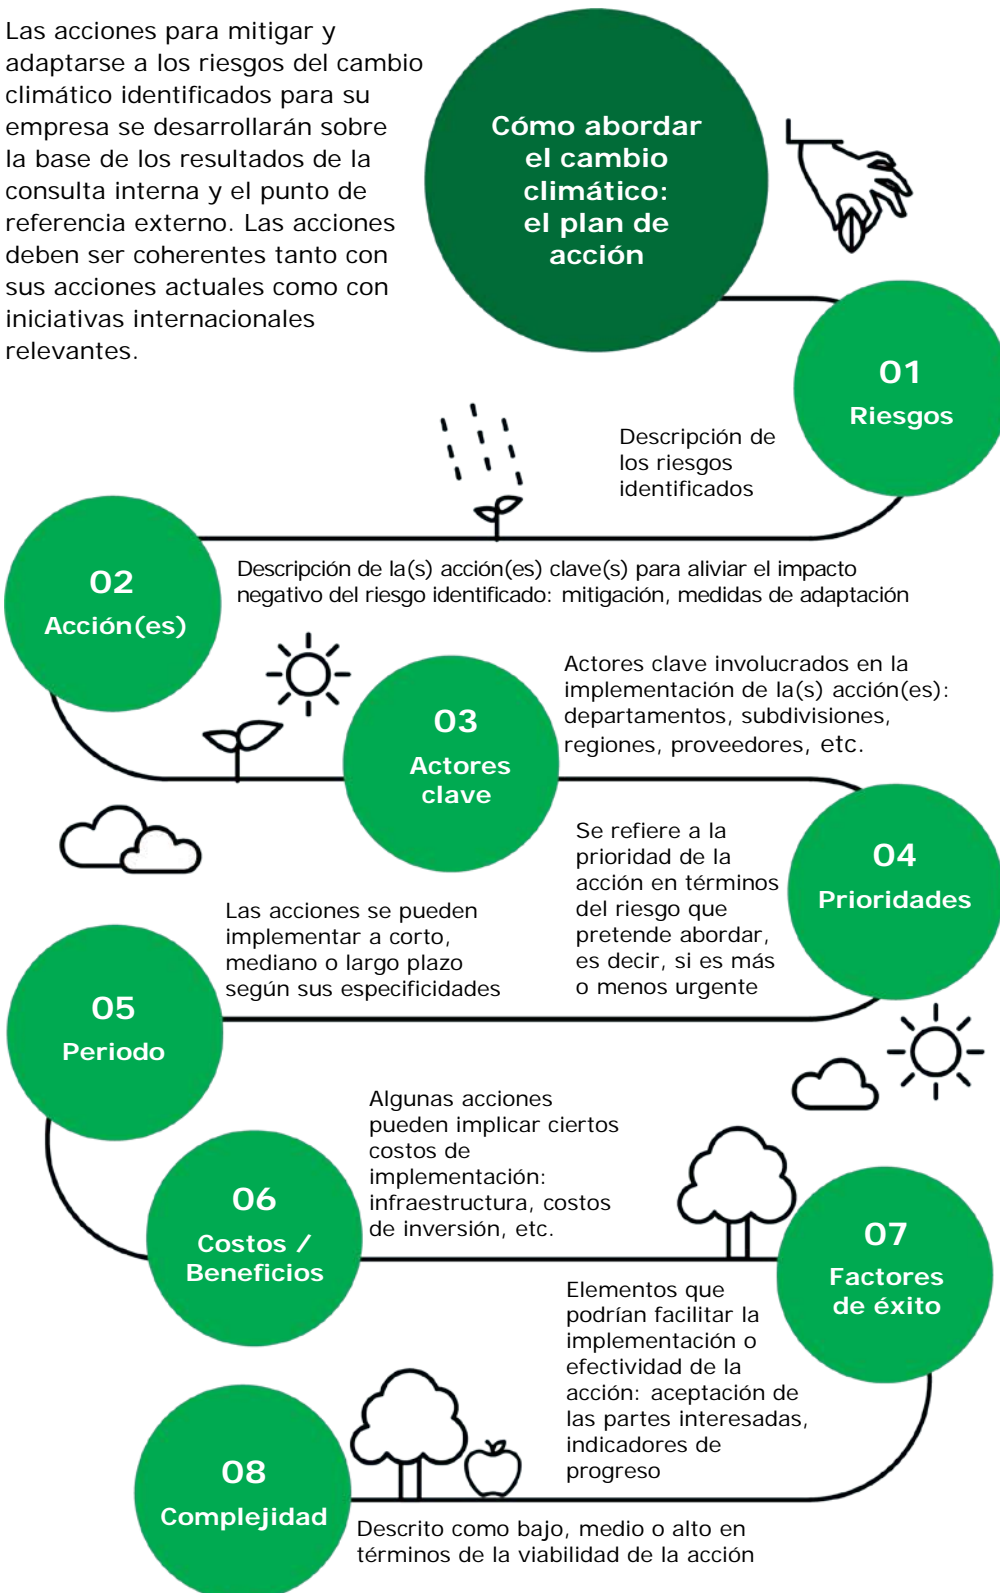 Las acciones para mitigar y
adaptarse a los riesgos del cambio
climático identificados para su
empresa se desarrollarán sobre
la base de los resultados de la
consulta interna y el punto de
referencia externo. Las acciones
deben ser coherentes tanto con
sus acciones actuales como con
iniciativas internacionales
relevantes.
Cómo abordar
el cambio
climático:
el plan de
acción
01
Riesgos
Descripción de
los riesgos
identificados
02
Acción(es)
Descripción de la(s) acción(es) clave(s) para aliviar el impacto
negativo del riesgo identificado: mitigación, medidas de adaptación
03
Actores
clave
Actores clave involucrados en la
implementación de la(s) acción(es):
departamentos, subdivisiones,
regiones, proveedores, etc.
04
Prioridades
Se refiere a la
prioridad de la
acción en términos
del riesgo que
pretende abordar,
es decir, si es más
o menos urgente
05
Periodo
Las acciones se pueden
implementar a corto,
mediano o largo plazo
según sus especificidades
06
Costos /
Beneficios
Algunas acciones
pueden implicar ciertos
costos de
implementación:
infraestructura, costos
de inversión, etc.
07
Factores
de éxito
Elementos que
podrían facilitar la
implementación o
efectividad de la
acción: aceptación de
las partes interesadas,
indicadores de
progreso
08
Complejidad
Descrito como bajo, medio o alto en
términos de la viabilidad de la acción